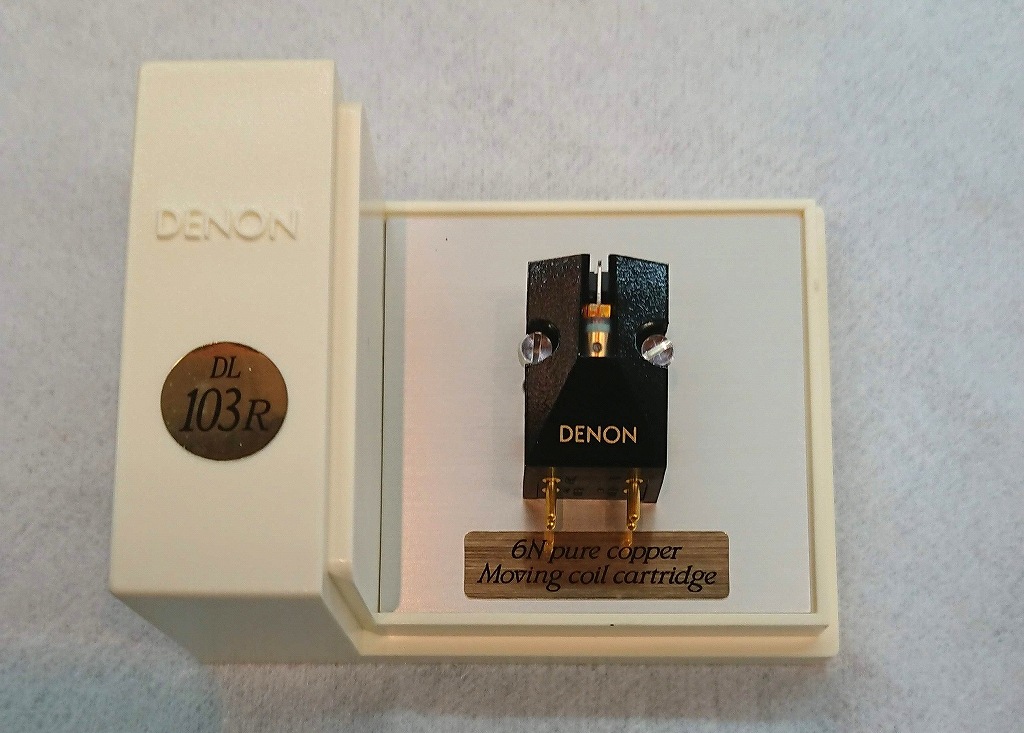 DENON
DL
103R
DENON
6N pure copper
Moving coil cartridge